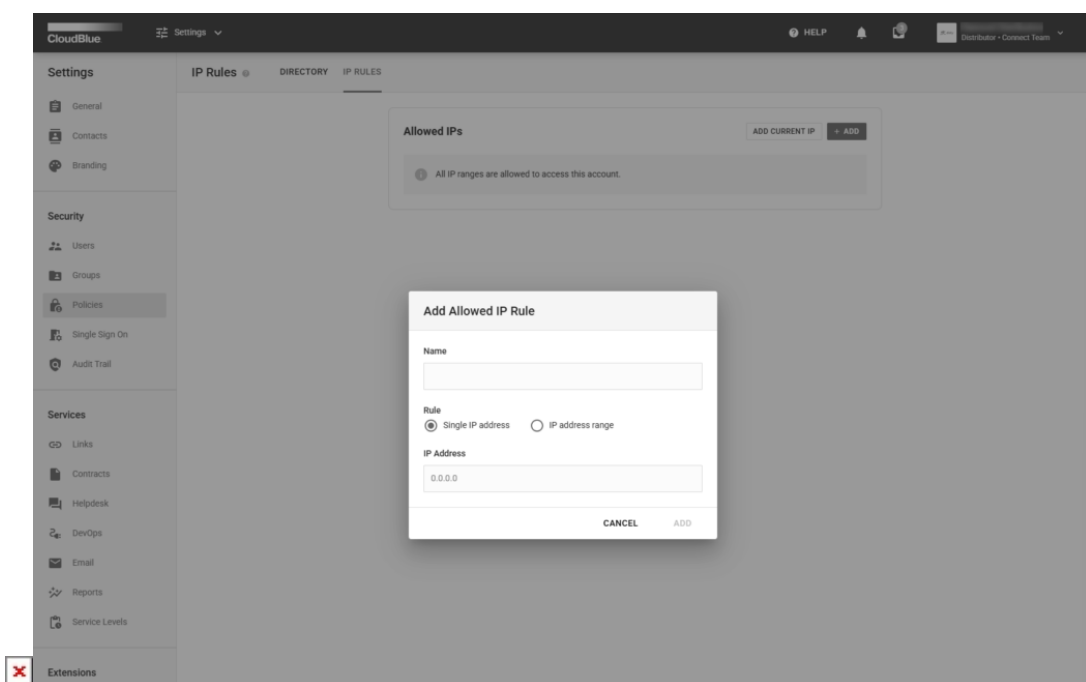 CloudBlue
Settings
HELP
Distributor • Connect Team
Settings
General
Contacts
Branding
Security
Users
Groups
Policies
Single Sign On
Audit Trail
Services
Links
Contracts
Helpdesk
DevOps
Email
Reports
Service Levels
Extensions
IP Rules
DIRECTORY
IP RULES
Allowed IPs
ADD CURRENT IP
+ ADD
All IP ranges are allowed to access this account.
Add Allowed IP Rule
Name
Rule
Single IP address
IP address range
IP Address
0.0.0.0
CANCEL
ADD